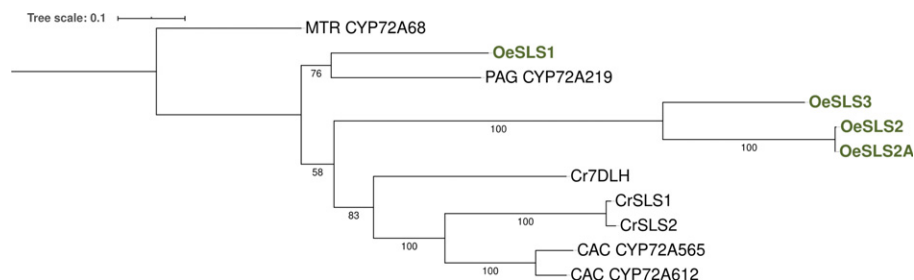 Tree scale: 0.1
MTR CYP72A68
OeSLS1
76
PAG CYP72A219
OeSLS3
100
OeSLS2
100
OeSLS2A
58
Cr7DLH
83
CrSLS1
100
CrSLS2
100
CAC CYP72A565
100
CAC CYP72A612